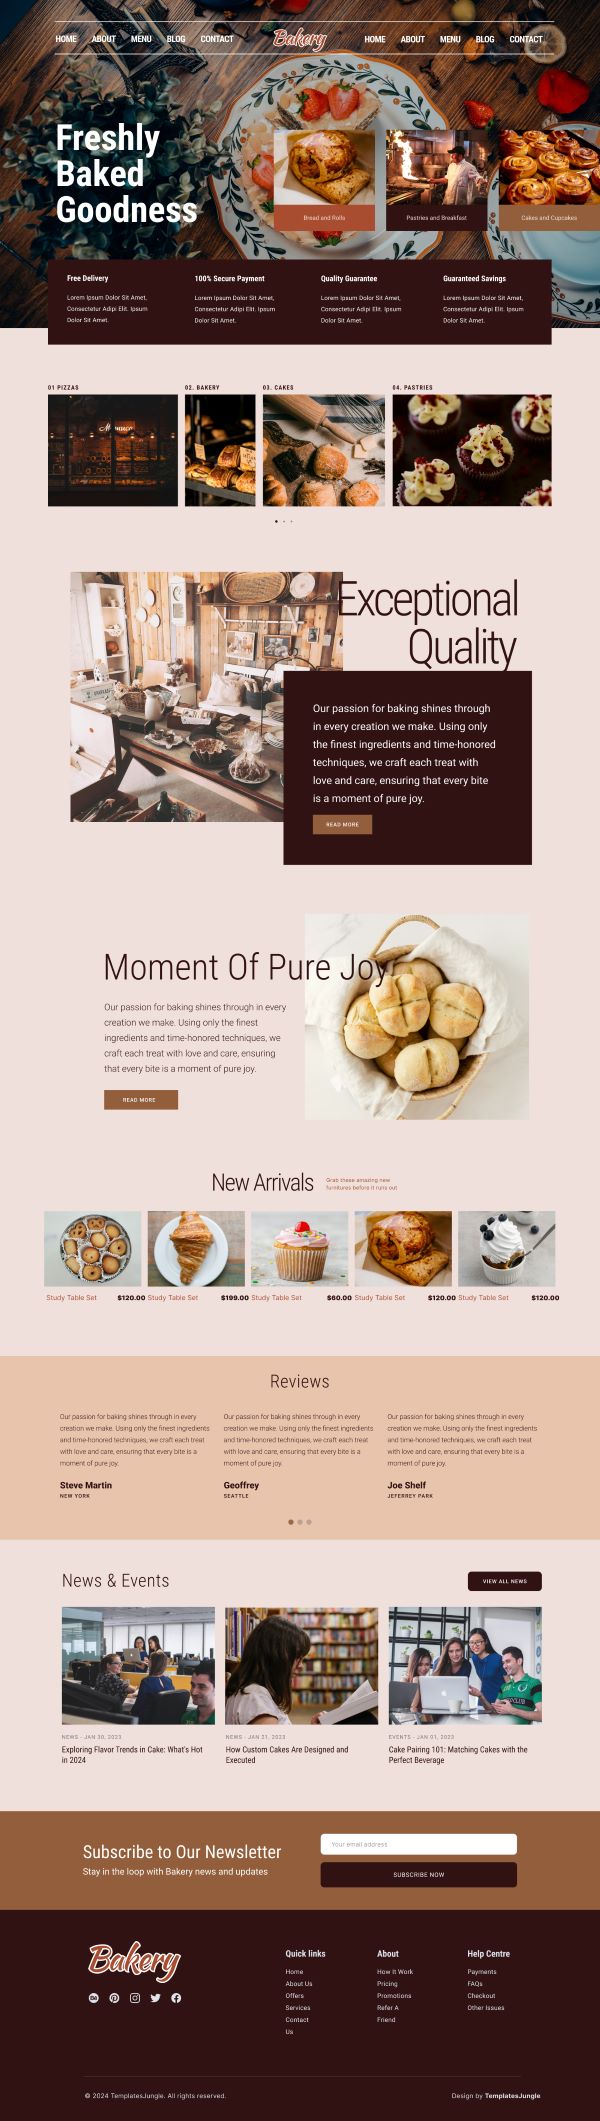 HOME ABOUT MENU BLOG CONTACT Bakery HOME ABOUT MENU BLOG CONTACT
Freshly
Baked
Goodness
Bread and Rolls
Pastries and Breakfast
Cakes and Cupcakes
Free Delivery
Lorem Ipsum Dolor Sit Amet,
Consectetur Adipi Elit. Ipsum
Dolor Sit Amet.
100% Secure Payment
Lorem Ipsum Dolor Sit Amet,
Consectetur Adipi Elit. Ipsum
Dolor Sit Amet.
Quality Guarantee
Lorem Ipsum Dolor Sit Amet,
Consectetur Adipi Elit. Ipsum
Dolor Sit Amet.
Guaranteed Savings
Lorem Ipsum Dolor Sit Amet,
Consectetur Adipi Elit. Ipsum
Dolor Sit Amet.
01 PIZZAS
02. BAKERY
03. CAKES
04. PASTRIES
Exceptional
Quality
Our passion for baking shines through
in every creation we make. Using only
the finest ingredients and time-honored
techniques, we craft each treat with
love and care, ensuring that every bite
is a moment of pure joy.
READ MORE
Moment Of Pure Joy
Our passion for baking shines through in every
creation we make. Using only the finest
ingredients and time-honored techniques, we
craft each treat with love and care, ensuring
that every bite is a moment of pure joy.
READ MORE
New Arrivals
Grab these amazing new
furnitures before it runs out
Study Table Set $120.00
Study Table Set $199.00
Study Table Set $60.00
Study Table Set $120.00
Study Table Set $120.00
Reviews
Our passion for baking shines through in every
creation we make. Using only the finest ingredients
and time-honored techniques, we craft each treat
with love and care, ensuring that every bite is a
moment of pure joy.
Steve Martin
NEW YORK
Our passion for baking shines through in every
creation we make. Using only the finest ingredients
and time-honored techniques, we craft each treat
with love and care, ensuring that every bite is a
moment of pure joy.
Geoffrey
SEATTLE
Our passion for baking shines through in every
creation we make. Using only the finest ingredients
and time-honored techniques, we craft each treat
with love and care, ensuring that every bite is a
moment of pure joy.
Joe Shelf
JEFERREY PARK
News & Events
VIEW ALL NEWS
NEWS - JAN 30, 2023
Exploring Flavor Trends in Cake: What's Hot
in 2024
NEWS - JAN 21, 2023
How Custom Cakes Are Designed and
Executed
EVENTS - JAN 01, 2023
Cake Pairing 101: Matching Cakes with the
Perfect Beverage
Subscribe to Our Newsletter
Stay in the loop with Bakery news and updates
Your email address
SUBSCRIBE NOW
Bakery
Quick links
Home
About Us
Offers
Services
Contact
Us
About
How It Work
Pricing
Promotions
Refer A
Friend
Help Centre
Payments
FAQs
Checkout
Other Issues
© 2024 TemplatesJungle. All rights reserved.
Design by TemplatesJungle